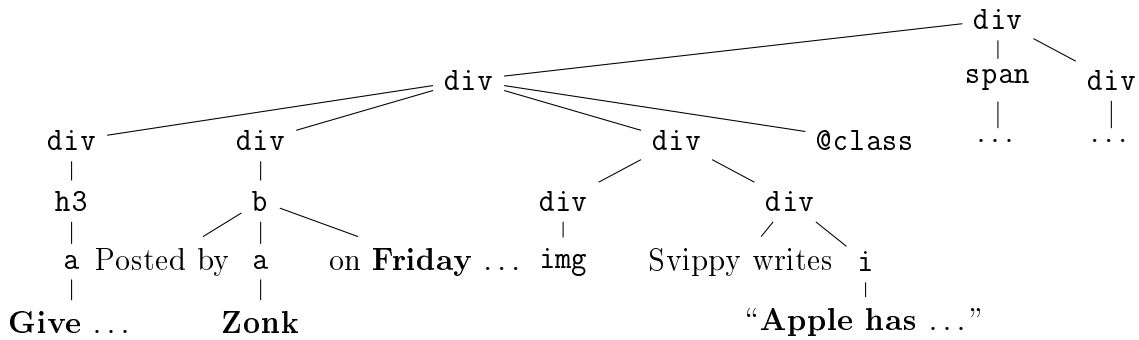 div
div span div
div div div @class … …
h3 b div div
a Posted by a on Friday … img Svippy writes i
Give … Zonk “Apple has …”